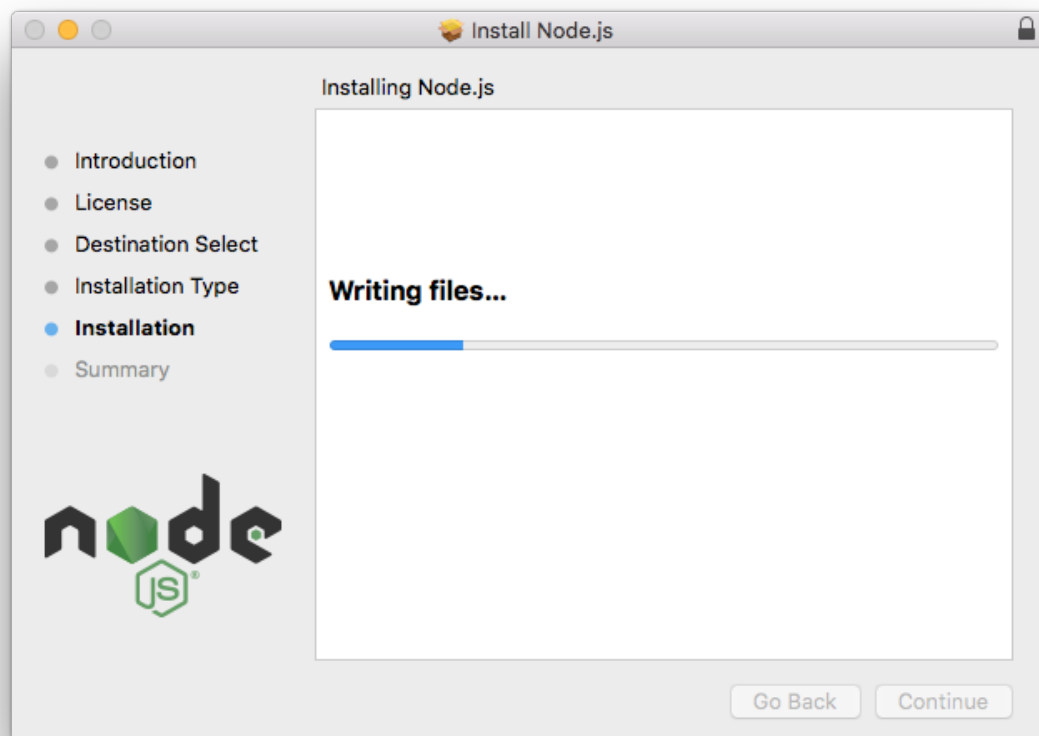 Install Node.js
Installing Node.js
Introduction
License
Destination Select
Installation Type
Installation
Summary
Writing files...
node
JS®
Go Back
Continue